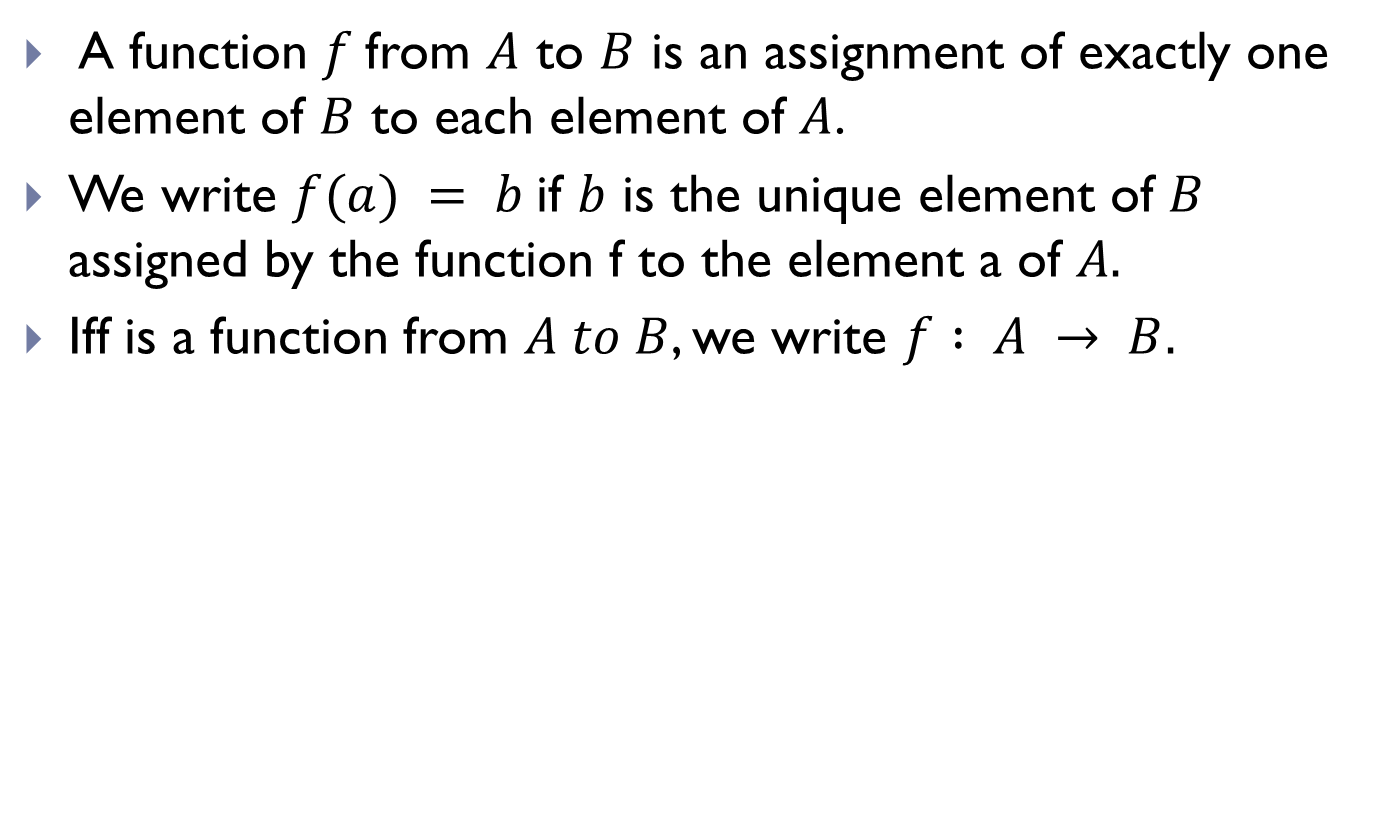 A function f from A to B is an assignment of exactly one
element of B to each element of A.
We write f(a) = b if b is the unique element of B
assigned by the function f to the element a of A.
Iff is a function from A to B, we write f : A → B.